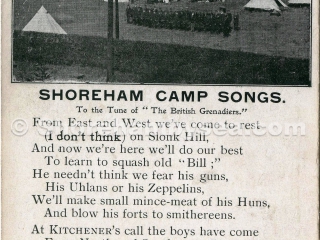 SHOREHAM CAMP SONGS.
To the Tune of "The British Grenadiers."
From East and West we've come to rest
(I don't think) on Slonk Hill,
And now we're here we'll do our best
To learn to squash old "Bill;"
He needn't think we fear his guns,
His Uhlans or his Zeppelins,
We'll make small mince-meat of his Huns,
And blow his forts to smithereens.
At KITCHENER'S call the boys have come